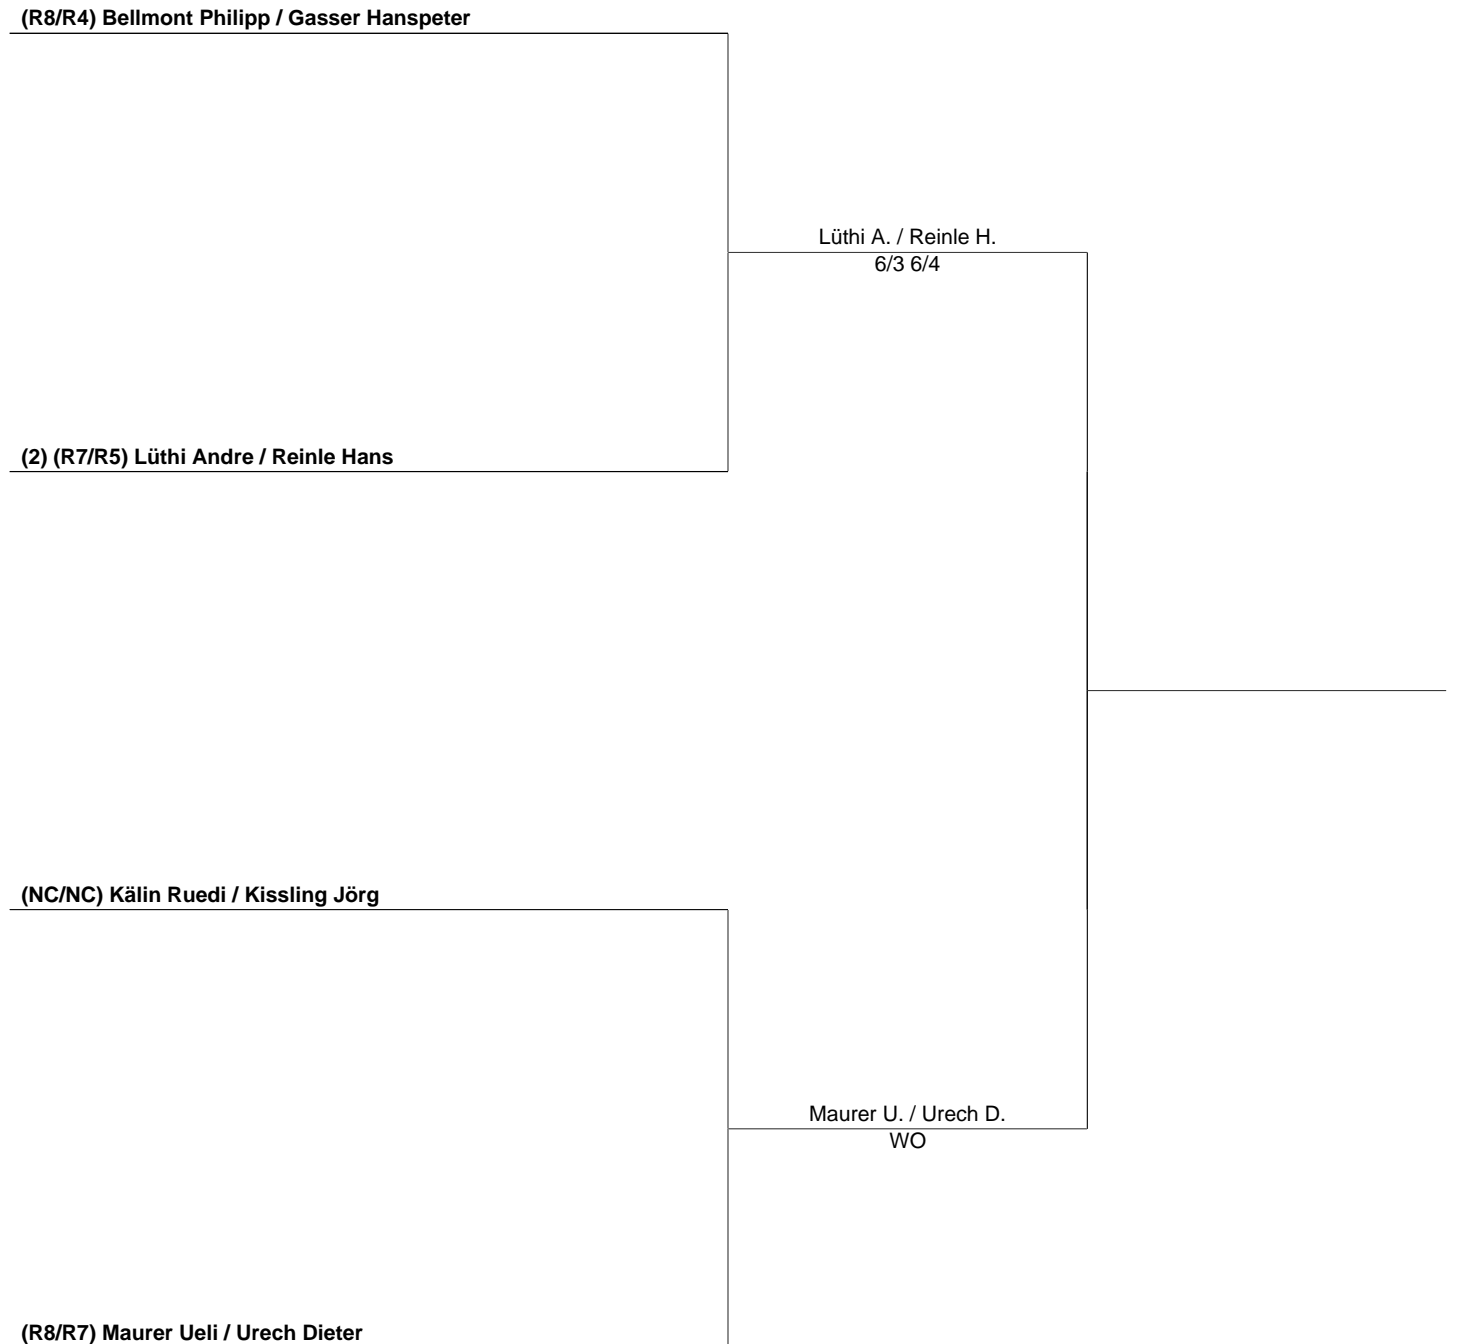 (R8/R4) Bellmont Philipp / Gasser Hanspeter
Lüthi A. / Reinle H.
6/3 6/4
(2) (R7/R5) Lüthi Andre / Reinle Hans
(NC/NC) Kälin Ruedi / Kissling Jörg
Maurer U. / Urech D.
WO
(R8/R7) Maurer Ueli / Urech Dieter